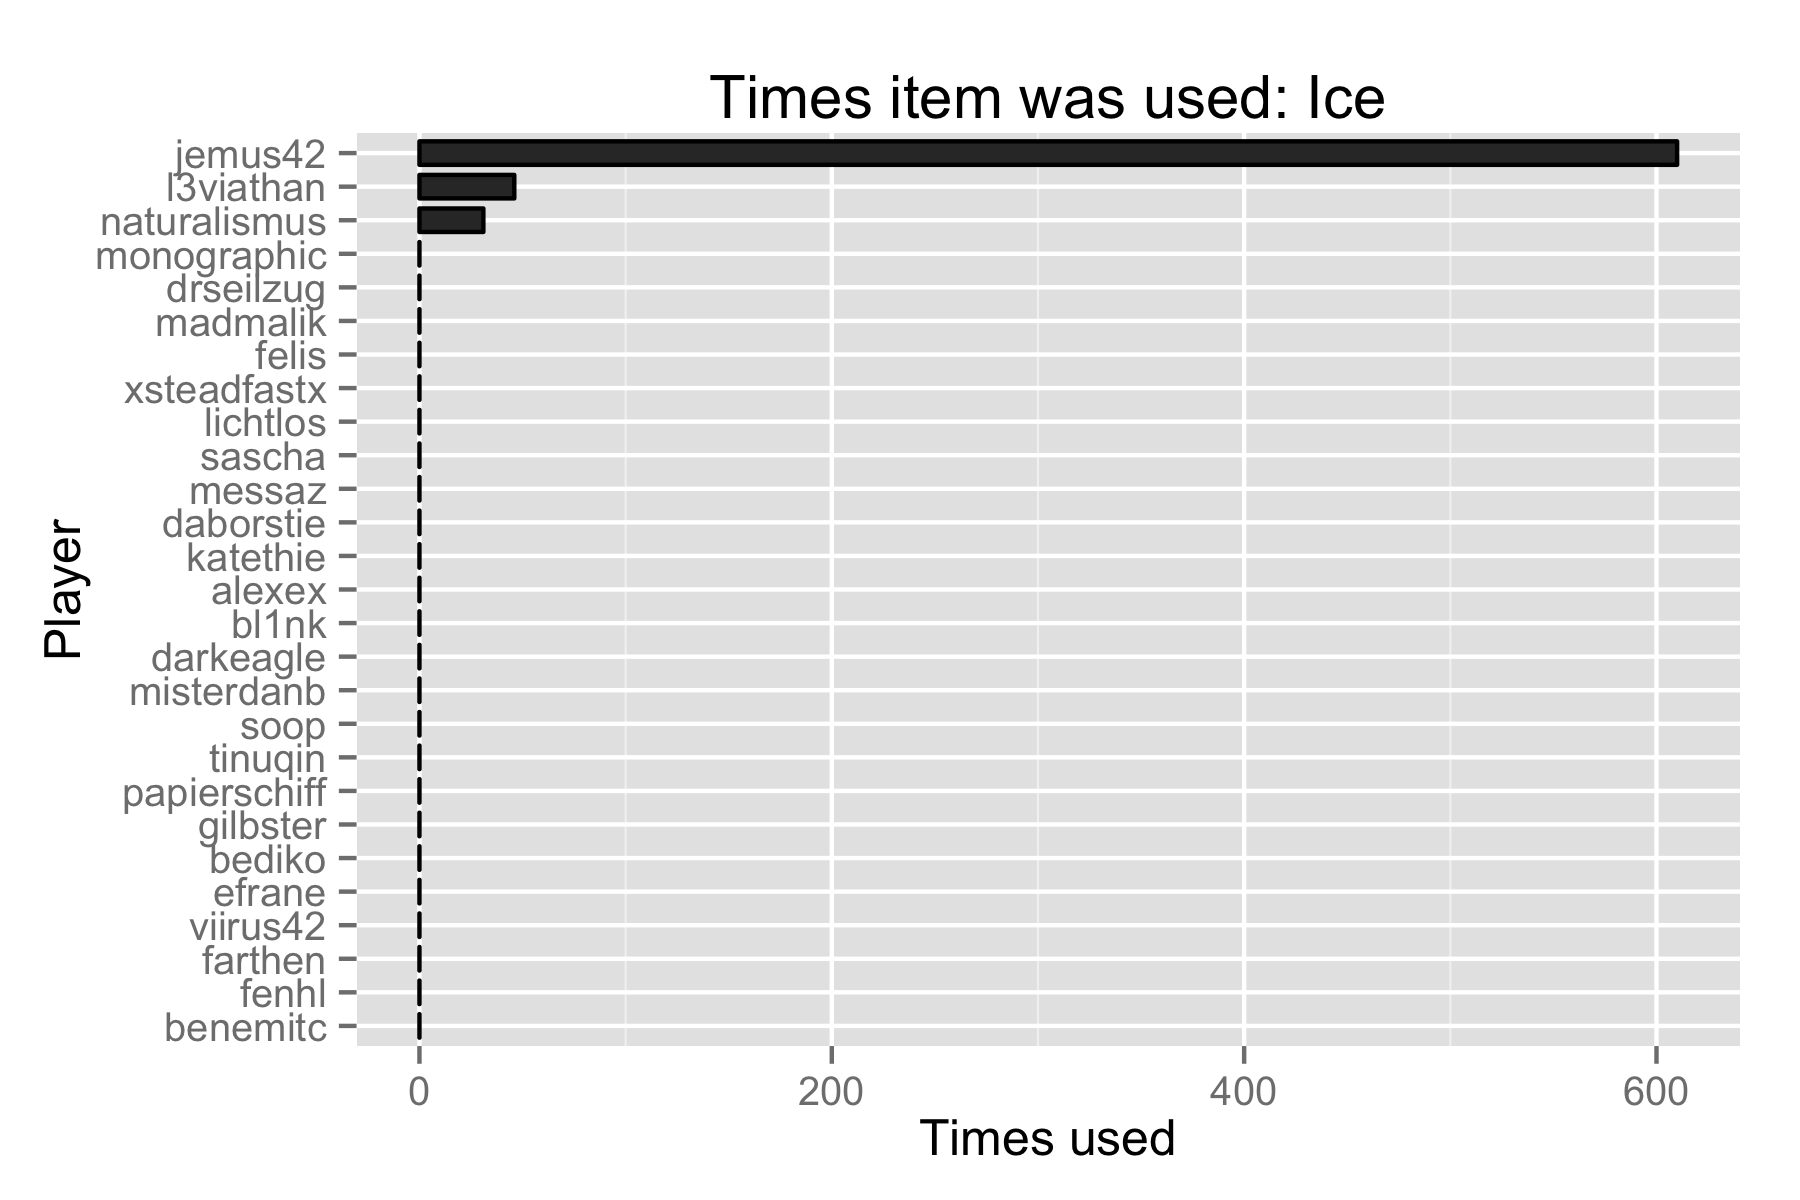 Times item was used: Ice
jemus42
l3viathan
naturalismus
monographic
drseilzug
madmalik
felis
xsteadfastx
lichtlos
sascha
messaz
daborstie
katethie
alexex
bl1nk
darkeagle
misterdanb
soop
tinuqin
papierschiff
gilbster
bediko
efrane
viirus42
farthen
fenhl
benemitc
Player
0 200 400 600
Times used